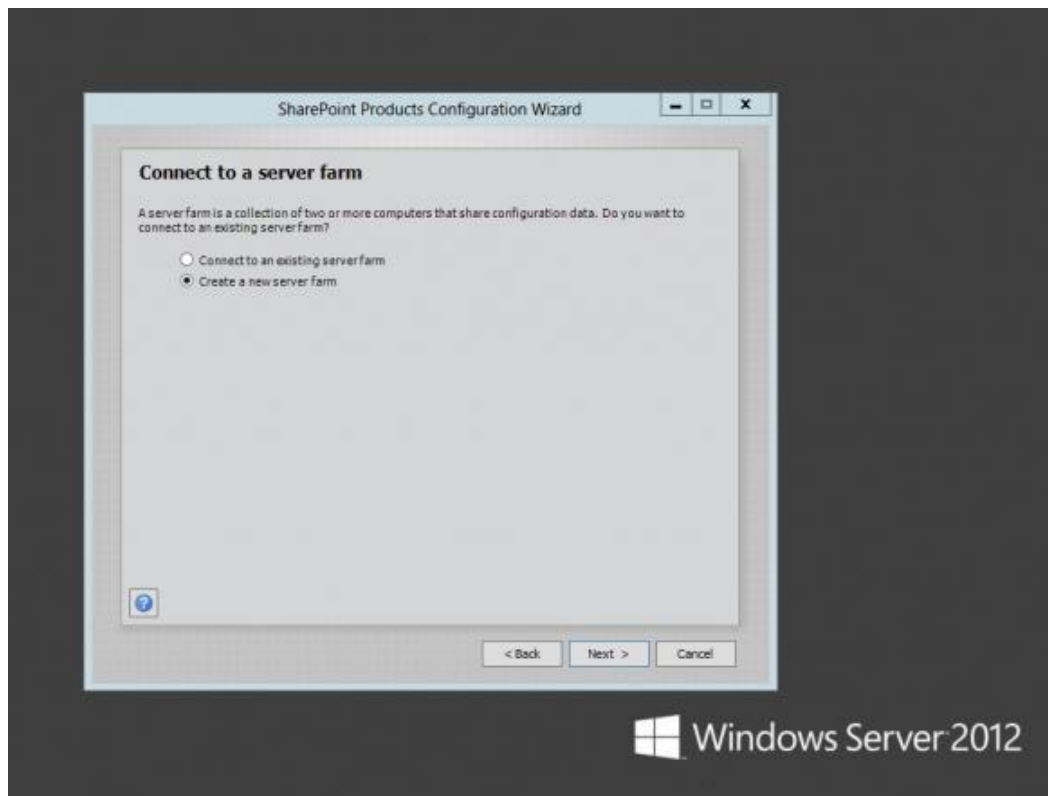 SharePoint Products Configuration Wizard
Connect to a server farm
A server farm is a collection of two or more computers that share configuration data. Do you want to
connect to an existing server farm?
Connect to an existing server farm
Create a new server farm
< Back
Next >
Cancel
Windows Server 2012